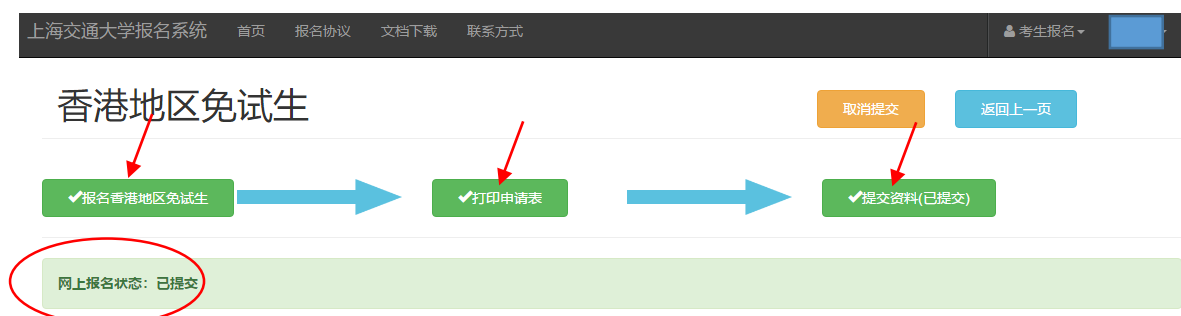 上海交通大学报名系统 首页 报名协议 文档下载 联系方式 考生报名
香港地区免试生 取消提交 返回上一页
报名香港地区免试生 打印申请表 提交资料(已提交)
网上报名状态：已提交